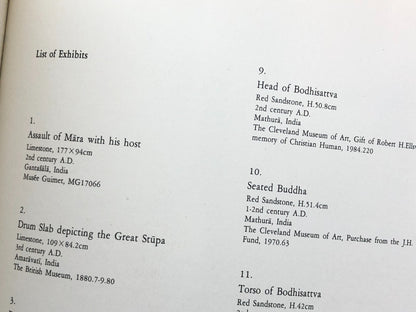 List of Exhibits
1.
Assault of Māra with his host
Limestone, 177×94cm
2nd century A.D.
Gantaśālā, India
Musée Guimet, MG17066
2.
Drum Slab depicting the Great Stūpa
Limestone, 109×84.2cm
3rd century A.D.
Amarāvatī, India
The British Museum, 1880.7-9.80
3.
9.
Head of Bodhisattva
Red Sandstone, H.50.8cm
2nd century A.D.
Mathurā, India
The Cleveland Museum of Art, Gift of Robert H.Ells
memory of Christian Human, 1984.220
10.
Seated Buddha
Red Sandstone, H.51.4cm
1-2nd century A.D.
Mathurā, India
The Cleveland Museum of Art, Purchase from the J.H.
Fund, 1970.63
11.
Torso of Bodhisattva
Red Sandstone, H.42cm